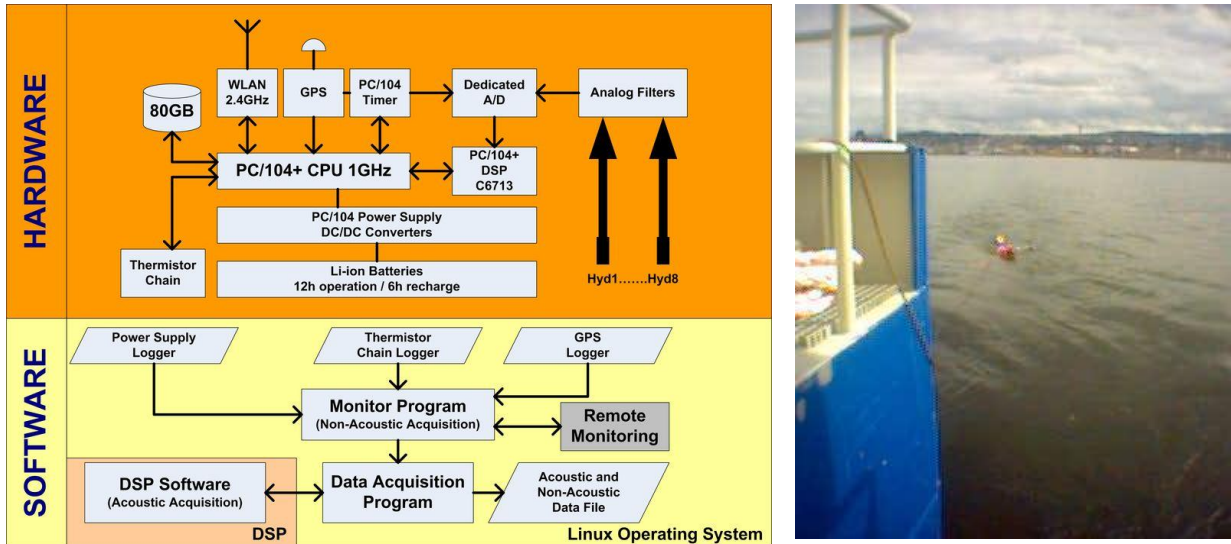 HARDWARE
WLAN
2.4GHz
GPS
PC/104
Timer
Dedicated
A/D
Analog Filters
80GB
PC/104+ CPU 1GHz
PC/104+
DSP
C6713
PC/104 Power Supply
DC/DC Converters
Thermistor
Chain
Li-ion Batteries
12h operation / 6h recharge
Hyd1.......Hyd8
SOFTWARE
Power Supply
Logger
Thermistor
Chain Logger
GPS
Logger
Monitor Program
(Non-Acoustic Acquisition)
Remote
Monitoring
DSP Software
(Acoustic Acquisition)
Data Acquisition
Program
Acoustic and
Non-Acoustic
Data File
DSP
Linux Operating System